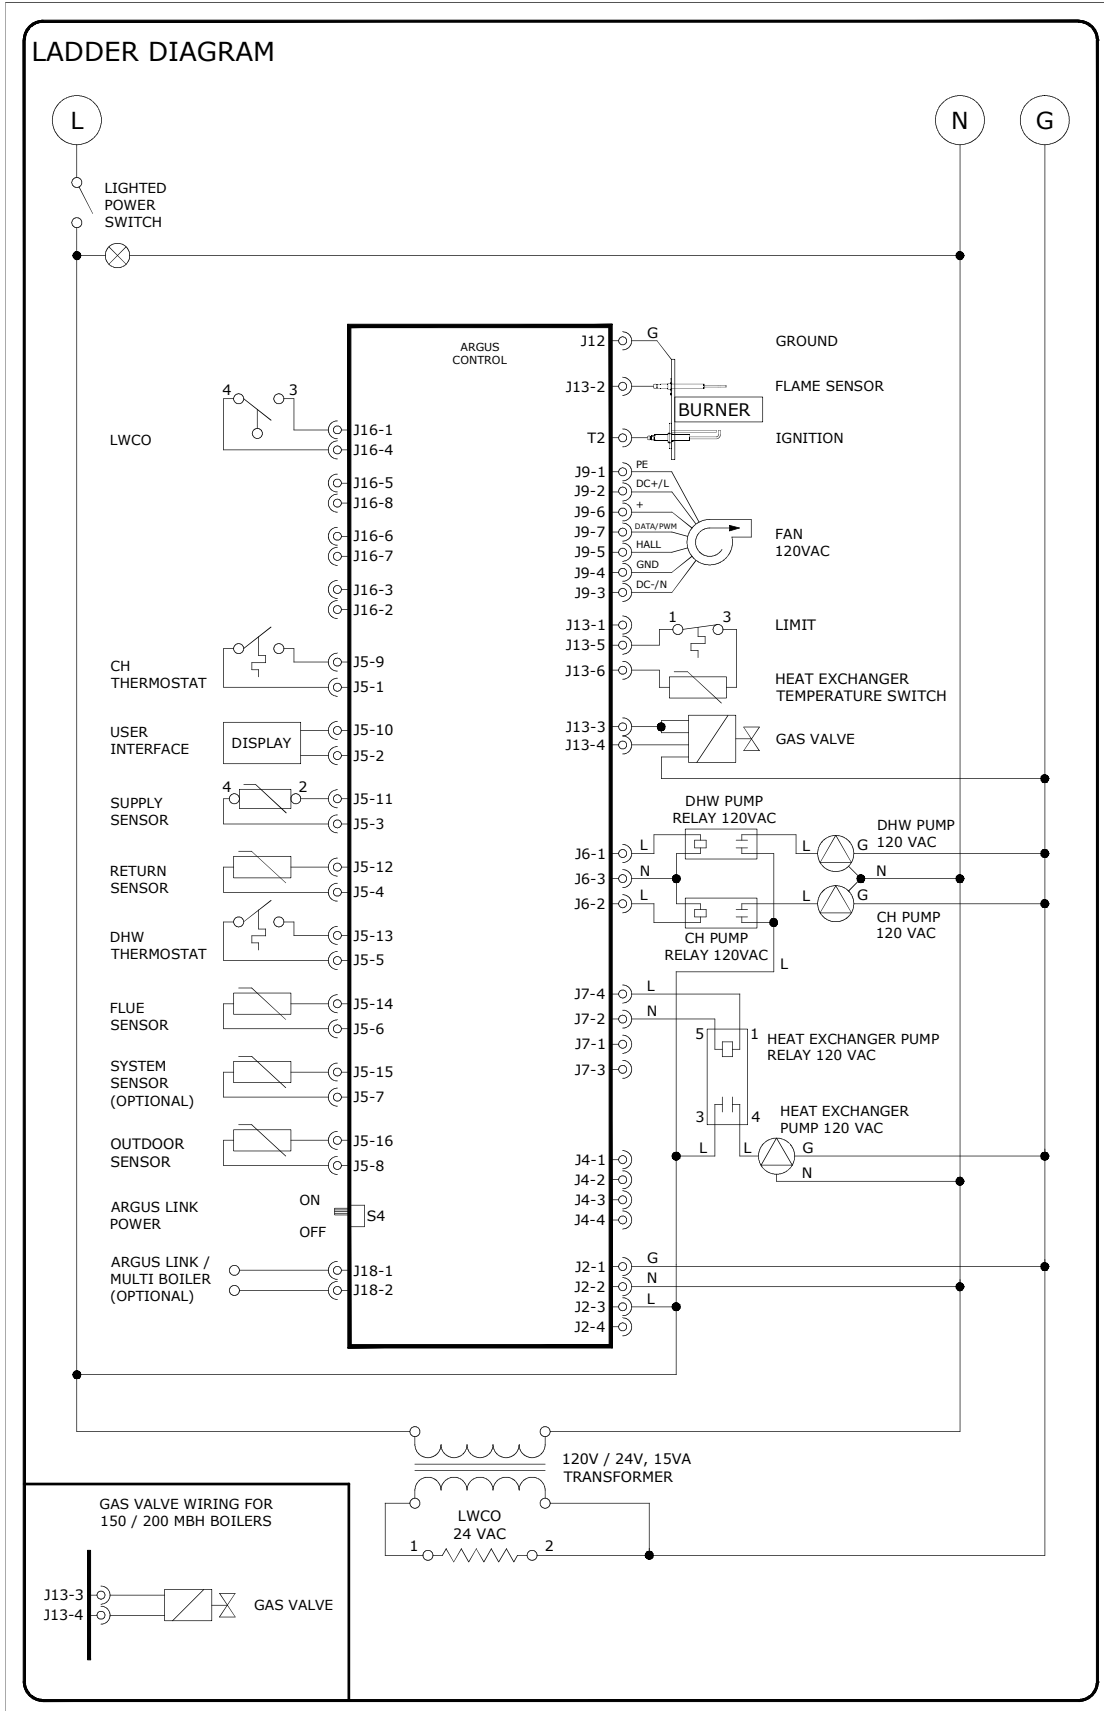 LADDER DIAGRAM
L
N
G
LIGHTED
POWER
SWITCH
ARGUS
CONTROL
LWCO
4
3
J16-1
J16-4
J16-5
J16-8
J16-6
J16-7
J16-3
J16-2
CH
THERMOSTAT
J5-9
J5-1
USER
INTERFACE
DISPLAY
J5-10
J5-2
SUPPLY
SENSOR
4
2
J5-11
J5-3
RETURN
SENSOR
J5-12
J5-4
DHW
THERMOSTAT
J5-13
J5-5
FLUE
SENSOR
J5-14
J5-6
SYSTEM
SENSOR
(OPTIONAL)
J5-15
J5-7
OUTDOOR
SENSOR
J5-16
J5-8
ARGUS LINK
POWER
ON
OFF
S4
ARGUS LINK /
MULTI BOILER
(OPTIONAL)
J18-1
J18-2
J12
G
GROUND
J13-2
FLAME SENSOR
BURNER
T2
IGNITION
J9-1
PE
J9-2
DC+/L
J9-6
+
J9-7
DATA/PWM
J9-5
HALL
J9-4
GND
J9-3
DC-/N
FAN
120VAC
J13-1
J13-5
J13-6
1
3
LIMIT
HEAT EXCHANGER
TEMPERATURE SWITCH
J13-3
J13-4
GAS VALVE
DHW PUMP
RELAY 120VAC
DHW PUMP
120 VAC
J6-1
L
L
G
J6-3
N
N
J6-2
L
L
G
CH PUMP
RELAY 120VAC
CH PUMP
120 VAC
L
J7-4
L
J7-2
N
J7-1
J7-3
5
1
HEAT EXCHANGER PUMP
RELAY 120 VAC
3
4
HEAT EXCHANGER
PUMP 120 VAC
L
L
G
N
J4-1
J4-2
J4-3
J4-4
J2-1
G
J2-2
N
J2-3
L
J2-4
120V / 24V, 15VA
TRANSFORMER
LWCO
24 VAC
1
2
GAS VALVE WIRING FOR
150 / 200 MBH BOILERS
J13-3
J13-4
GAS VALVE